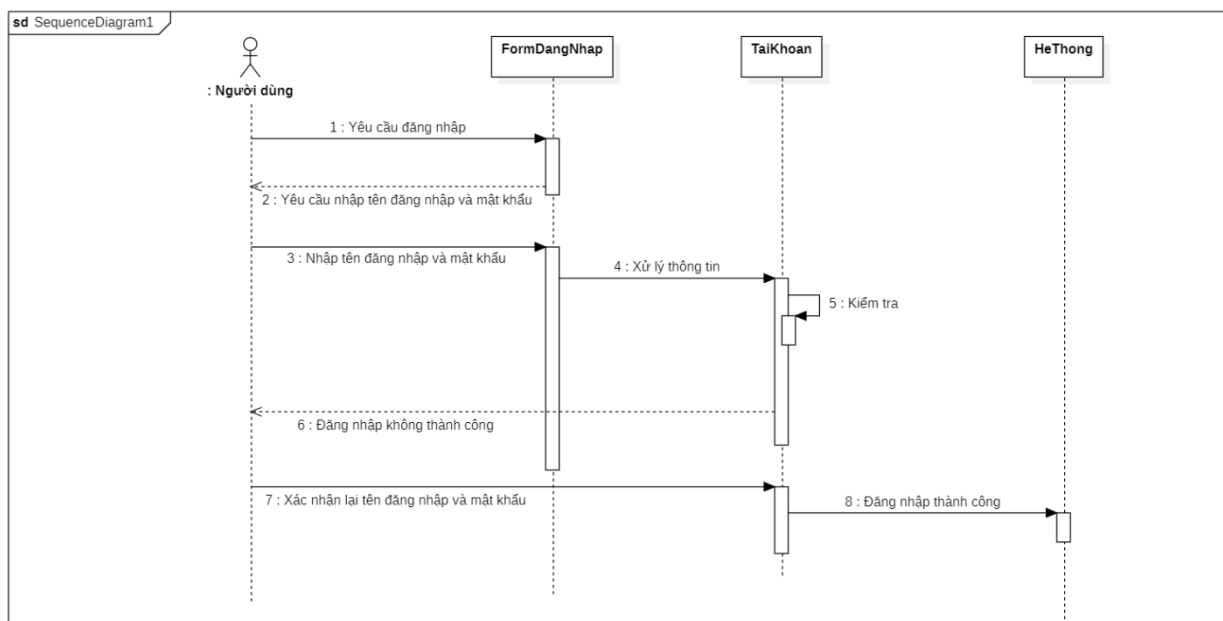 sd SequenceDiagram1
: Người dùng
FormDangNhap
TaiKhoan
HeThong
1 : Yêu cầu đăng nhập
2 : Yêu cầu nhập tên đăng nhập và mật khẩu
3 : Nhập tên đăng nhập và mật khẩu
4 : Xử lý thông tin
5 : Kiểm tra
6 : Đăng nhập không thành công
7 : Xác nhận lại tên đăng nhập và mật khẩu
8 : Đăng nhập thành công